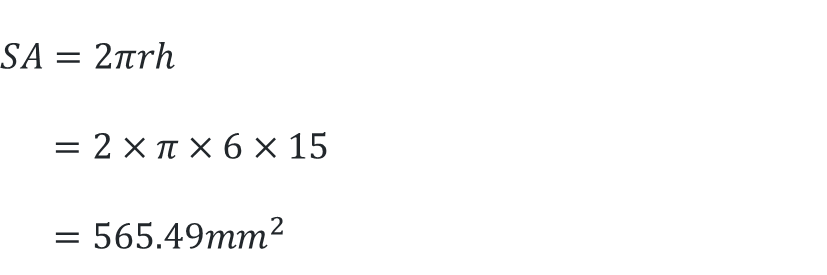 SA = 2πrh
= 2 × π × 6 × 15
= 565.49mm²